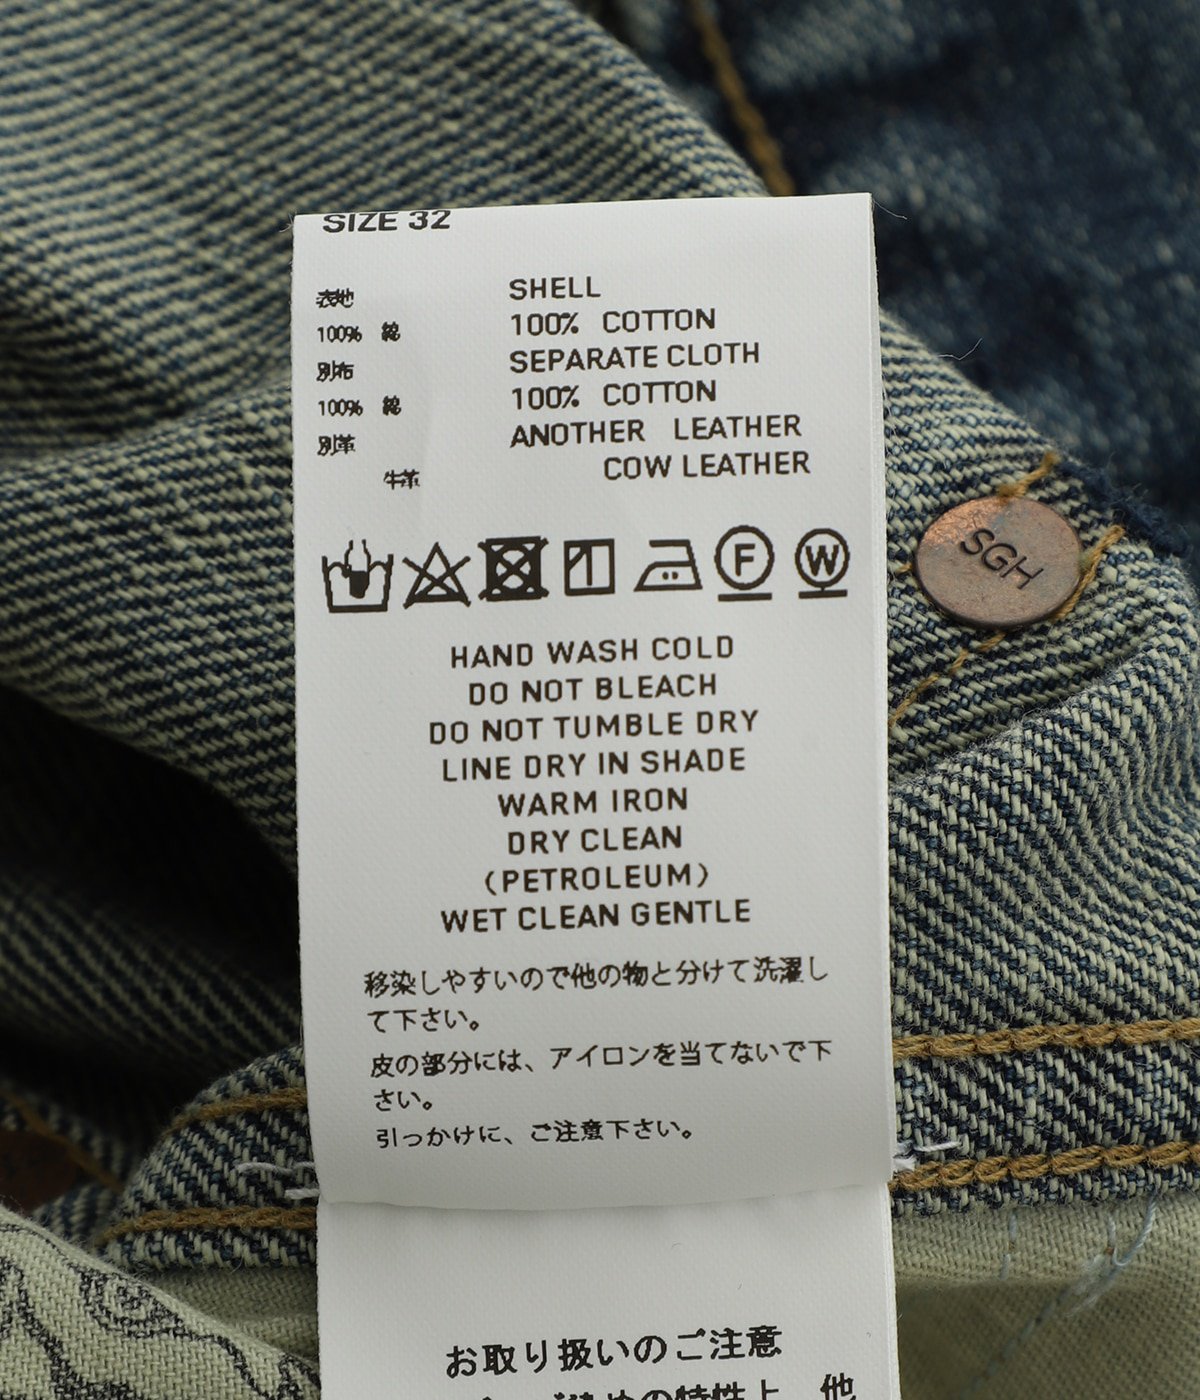 SIZE 32
表地 SHELL
100% 綿 100% COTTON
別布 SEPARATE CLOTH
100% 綿 100% COTTON
別革 ANOTHER LEATHER
牛革 COW LEATHER
F W
SGH
HAND WASH COLD
DO NOT BLEACH
DO NOT TUMBLE DRY
LINE DRY IN SHADE
WARM IRON
DRY CLEAN
(PETROLEUM)
WET CLEAN GENTLE
移染しやすいので他の物と分けて洗濯し
て下さい。
皮の部分には、アイロンを当てないで下
さい。
引っかけに、ご注意下さい。
お取り扱いのご注意
の特性上、他